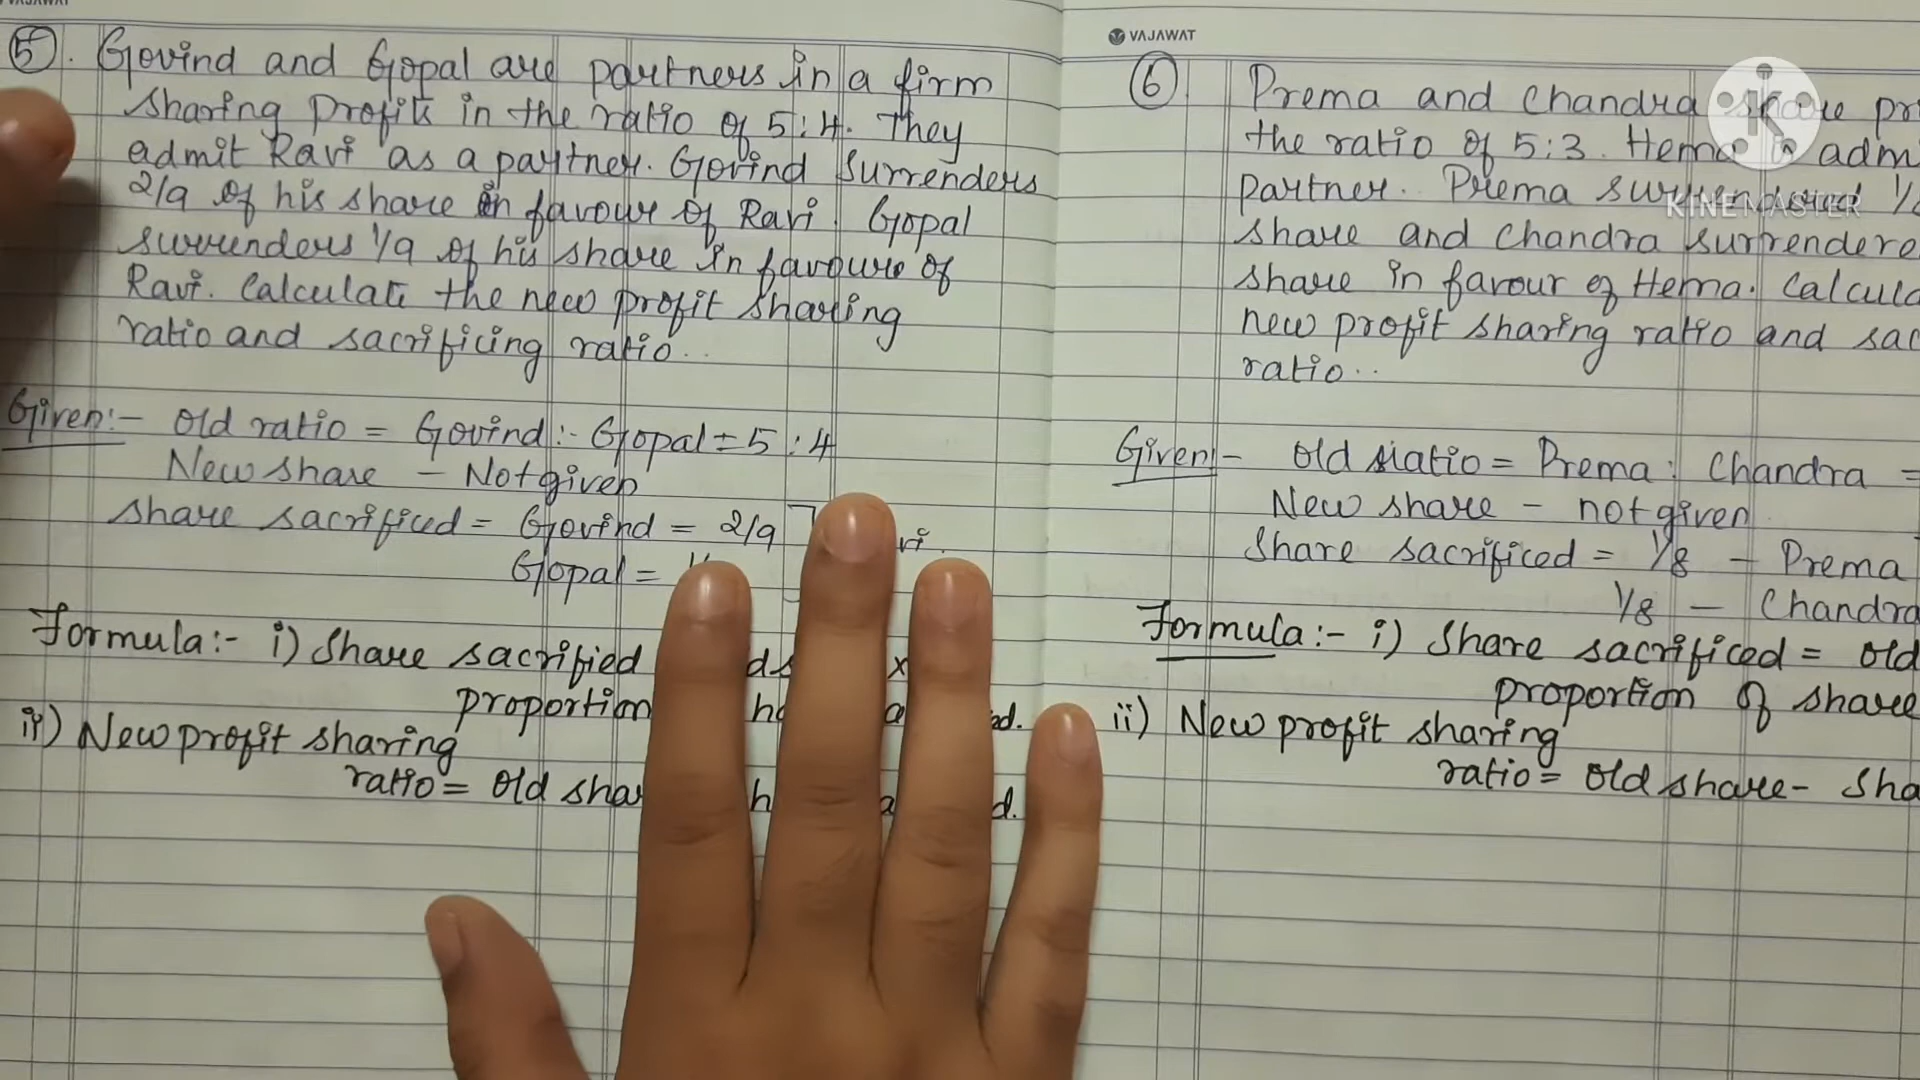 VAJAWAT
5. Govind and Gopal are partners in a firm
sharing profits in the ratio of 5:4. They
admit Ravi as a partner. Govind surrenders
2/9 of his share in favour of Ravi. Gopal
surrenders 1/9 of his share in favoure of
Ravi. Calculate the new profit sharing
ratio and sacrificing ratio..
Given:- Old ratio = Govind:- Gopal = 5:4
New share - Not given
Share sacrificed = Govind = 2/9
Gopal =
Formula:- i) Share sacrified x
proportion
ii) New profit sharing
ratio = Old
VAJAWAT
6 Prema and Chandra share
the ratio of 5:3. Hema is
partner. Prema surrendered
share and Chandra
share in favour of Hema.
new profit sharing ratio and
ratio..
Given:- Old ratio = Prema: Chandra =
New share - not given
Share sacrificed = 1/8 - Prema
1/8 - Chandra
Formula:- i) Share sacrificed = Old
proportion of share
ii) New profit sharing
ratio = Old share-
KINEMASTER